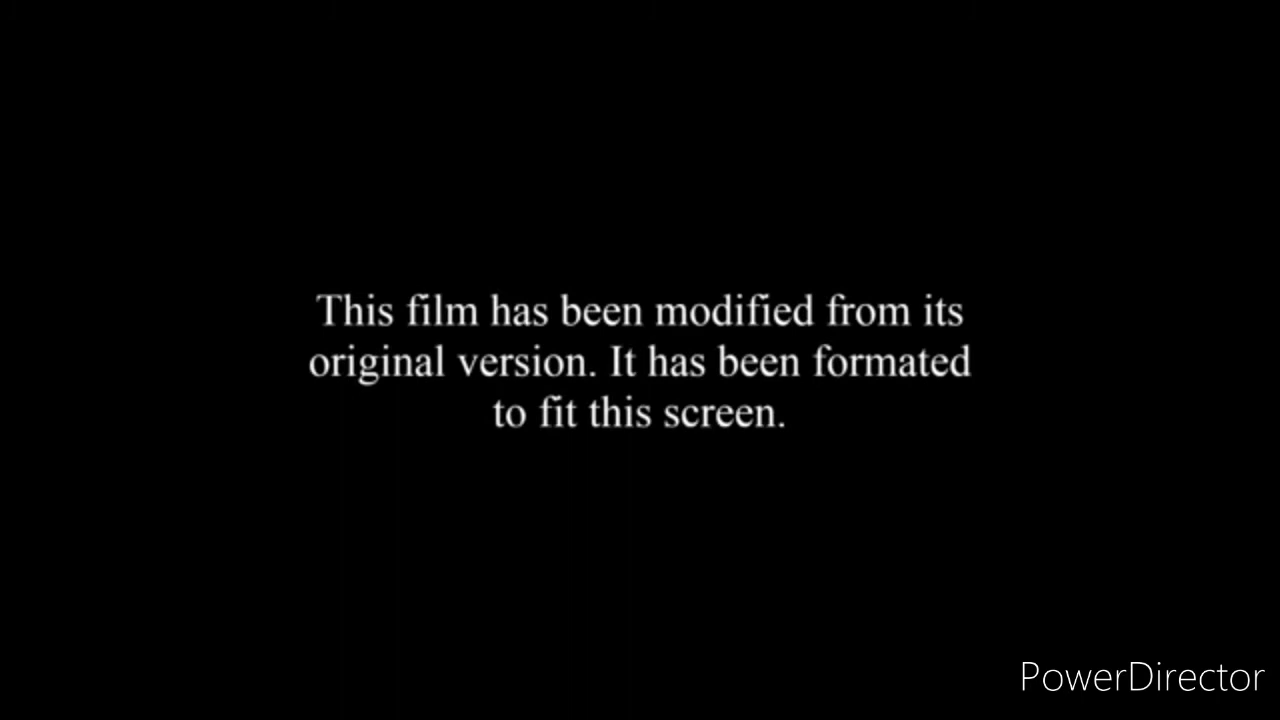 This film has been modified from its
original version. It has been formated
to fit this screen.
PowerDirector